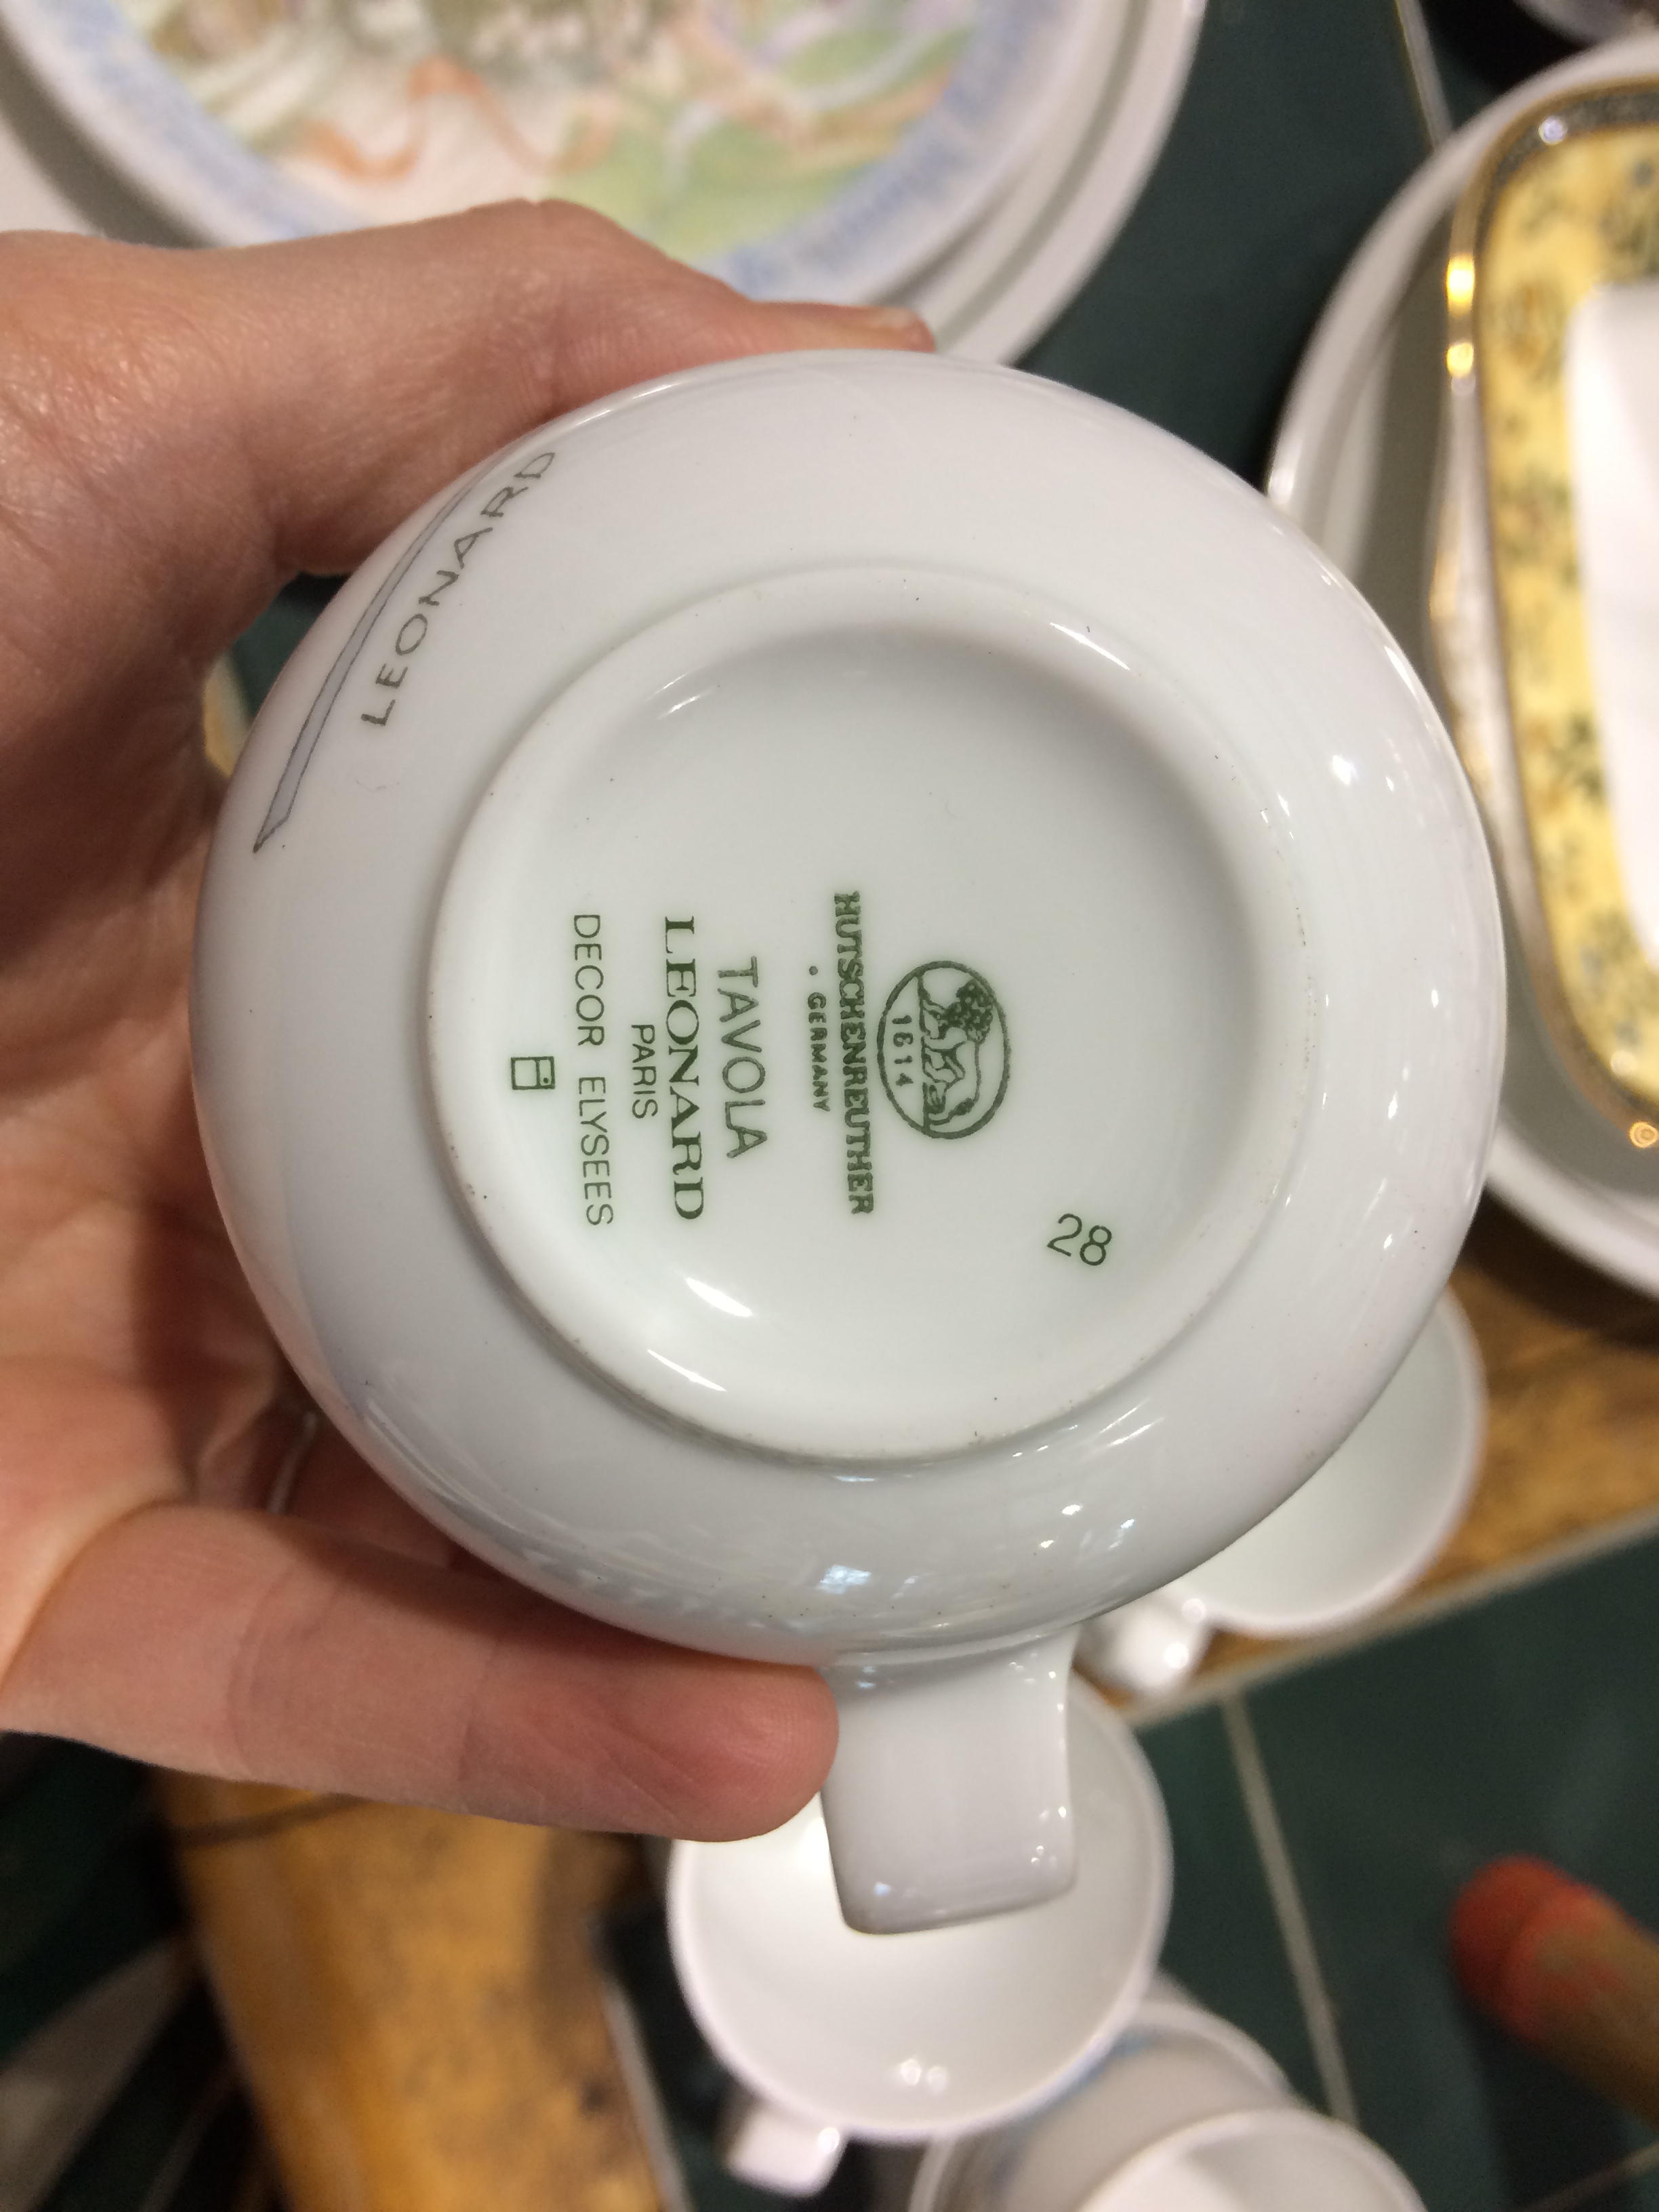 28
1814
HUTSCHENREUTHER
· GERMANY
TAVOLA
LEONARD
PARIS
DECOR ELYSEES
LEONARD